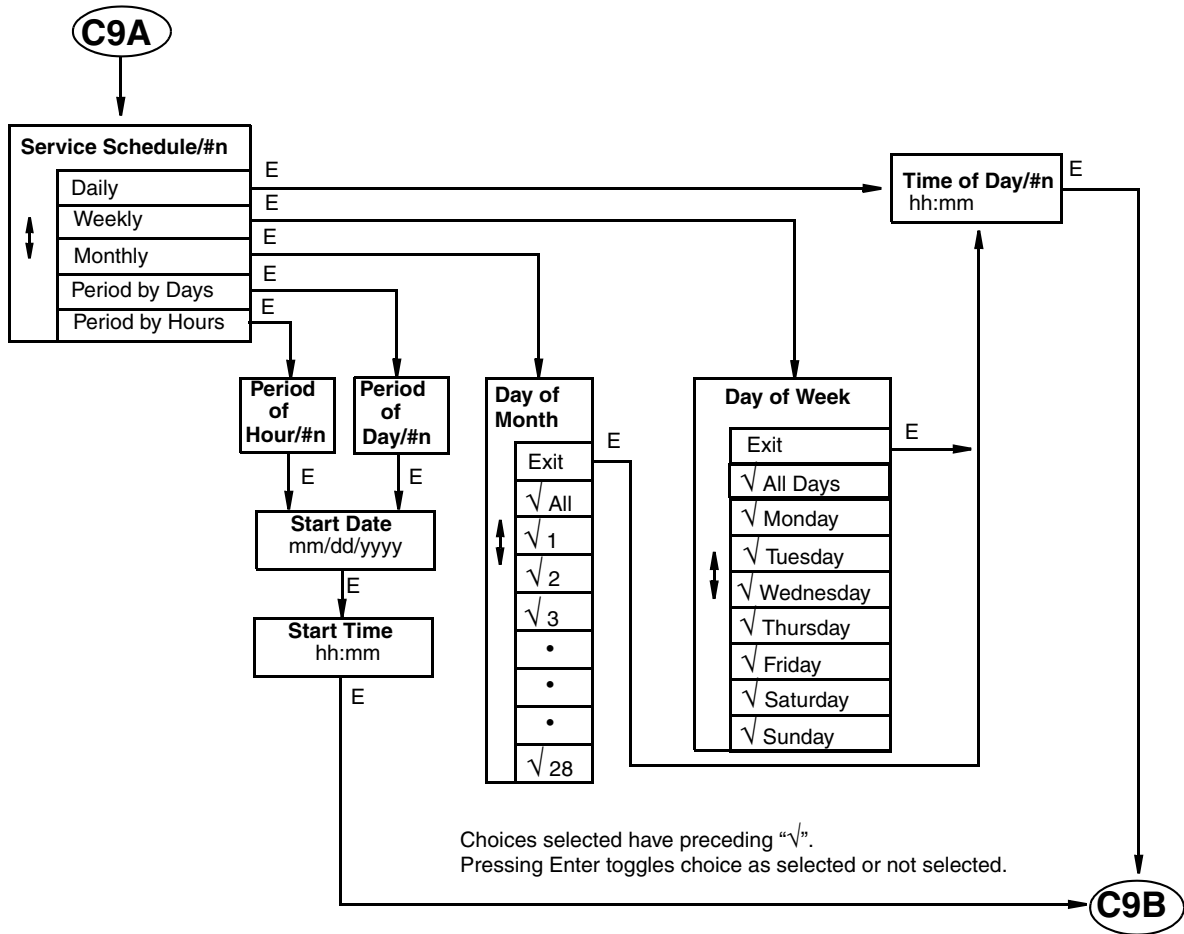 C9A
Service Schedule/#n
Daily
Weekly
Monthly
Period by Days
Period by Hours
E
E
E
E
E
Time of Day/#n
hh:mm
E
Period
of
Hour/#n
E
Period
of
Day/#n
E
Start Date
mm/dd/yyyy
E
Start Time
hh:mm
E
Day of
Month
Exit
E
√ All
√ 1
√ 2
√ 3
•
•
•
√ 28
Day of Week
Exit
E
√ All Days
√ Monday
√ Tuesday
√ Wednesday
√ Thursday
√ Friday
√ Saturday
√ Sunday
Choices selected have preceding “√”.
Pressing Enter toggles choice as selected or not selected.
C9B